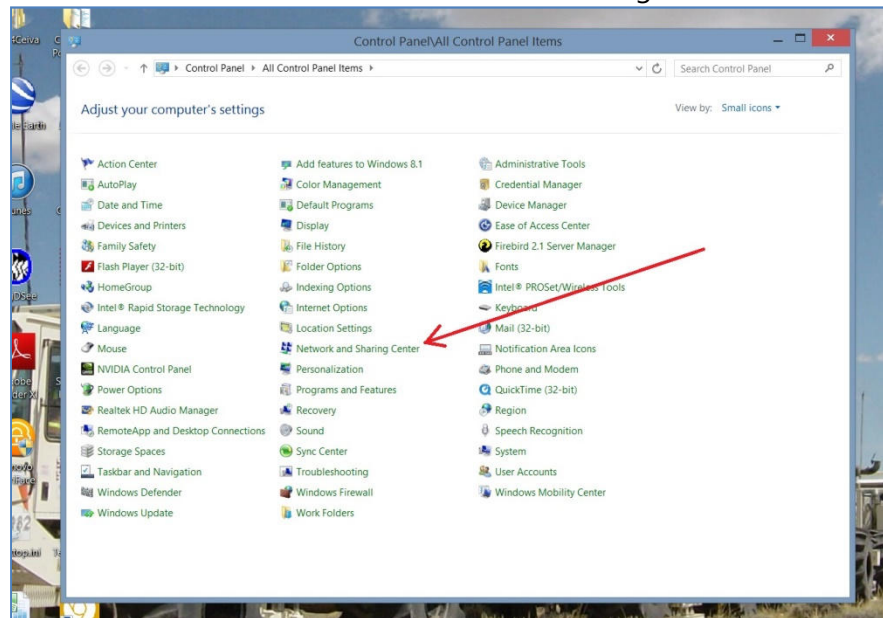 Control Panel\All Control Panel Items
Control Panel All Control Panel Items
Search Control Panel
Adjust your computer's settings
View by: Small icons
Action Center
Add features to Windows 8.1
Administrative Tools
AutoPlay
Color Management
Credential Manager
Date and Time
Default Programs
Device Manager
Devices and Printers
Display
Ease of Access Center
Family Safety
File History
Firebird 2.1 Server Manager
Flash Player (32-bit)
Folder Options
Fonts
HomeGroup
Indexing Options
Intel® PROSet/Wireless Tools
Intel® Rapid Storage Technology
Internet Options
Keyboard
Language
Location Settings
Mail (32-bit)
Mouse
Network and Sharing Center
Notification Area Icons
NVIDIA Control Panel
Personalization
Phone and Modem
Power Options
Programs and Features
QuickTime (32-bit)
Realtek HD Audio Manager
Recovery
Region
RemoteApp and Desktop Connections
Sound
Speech Recognition
Storage Spaces
Sync Center
System
Taskbar and Navigation
Troubleshooting
User Accounts
Windows Defender
Windows Firewall
Windows Mobility Center
Windows Update
Work Folders